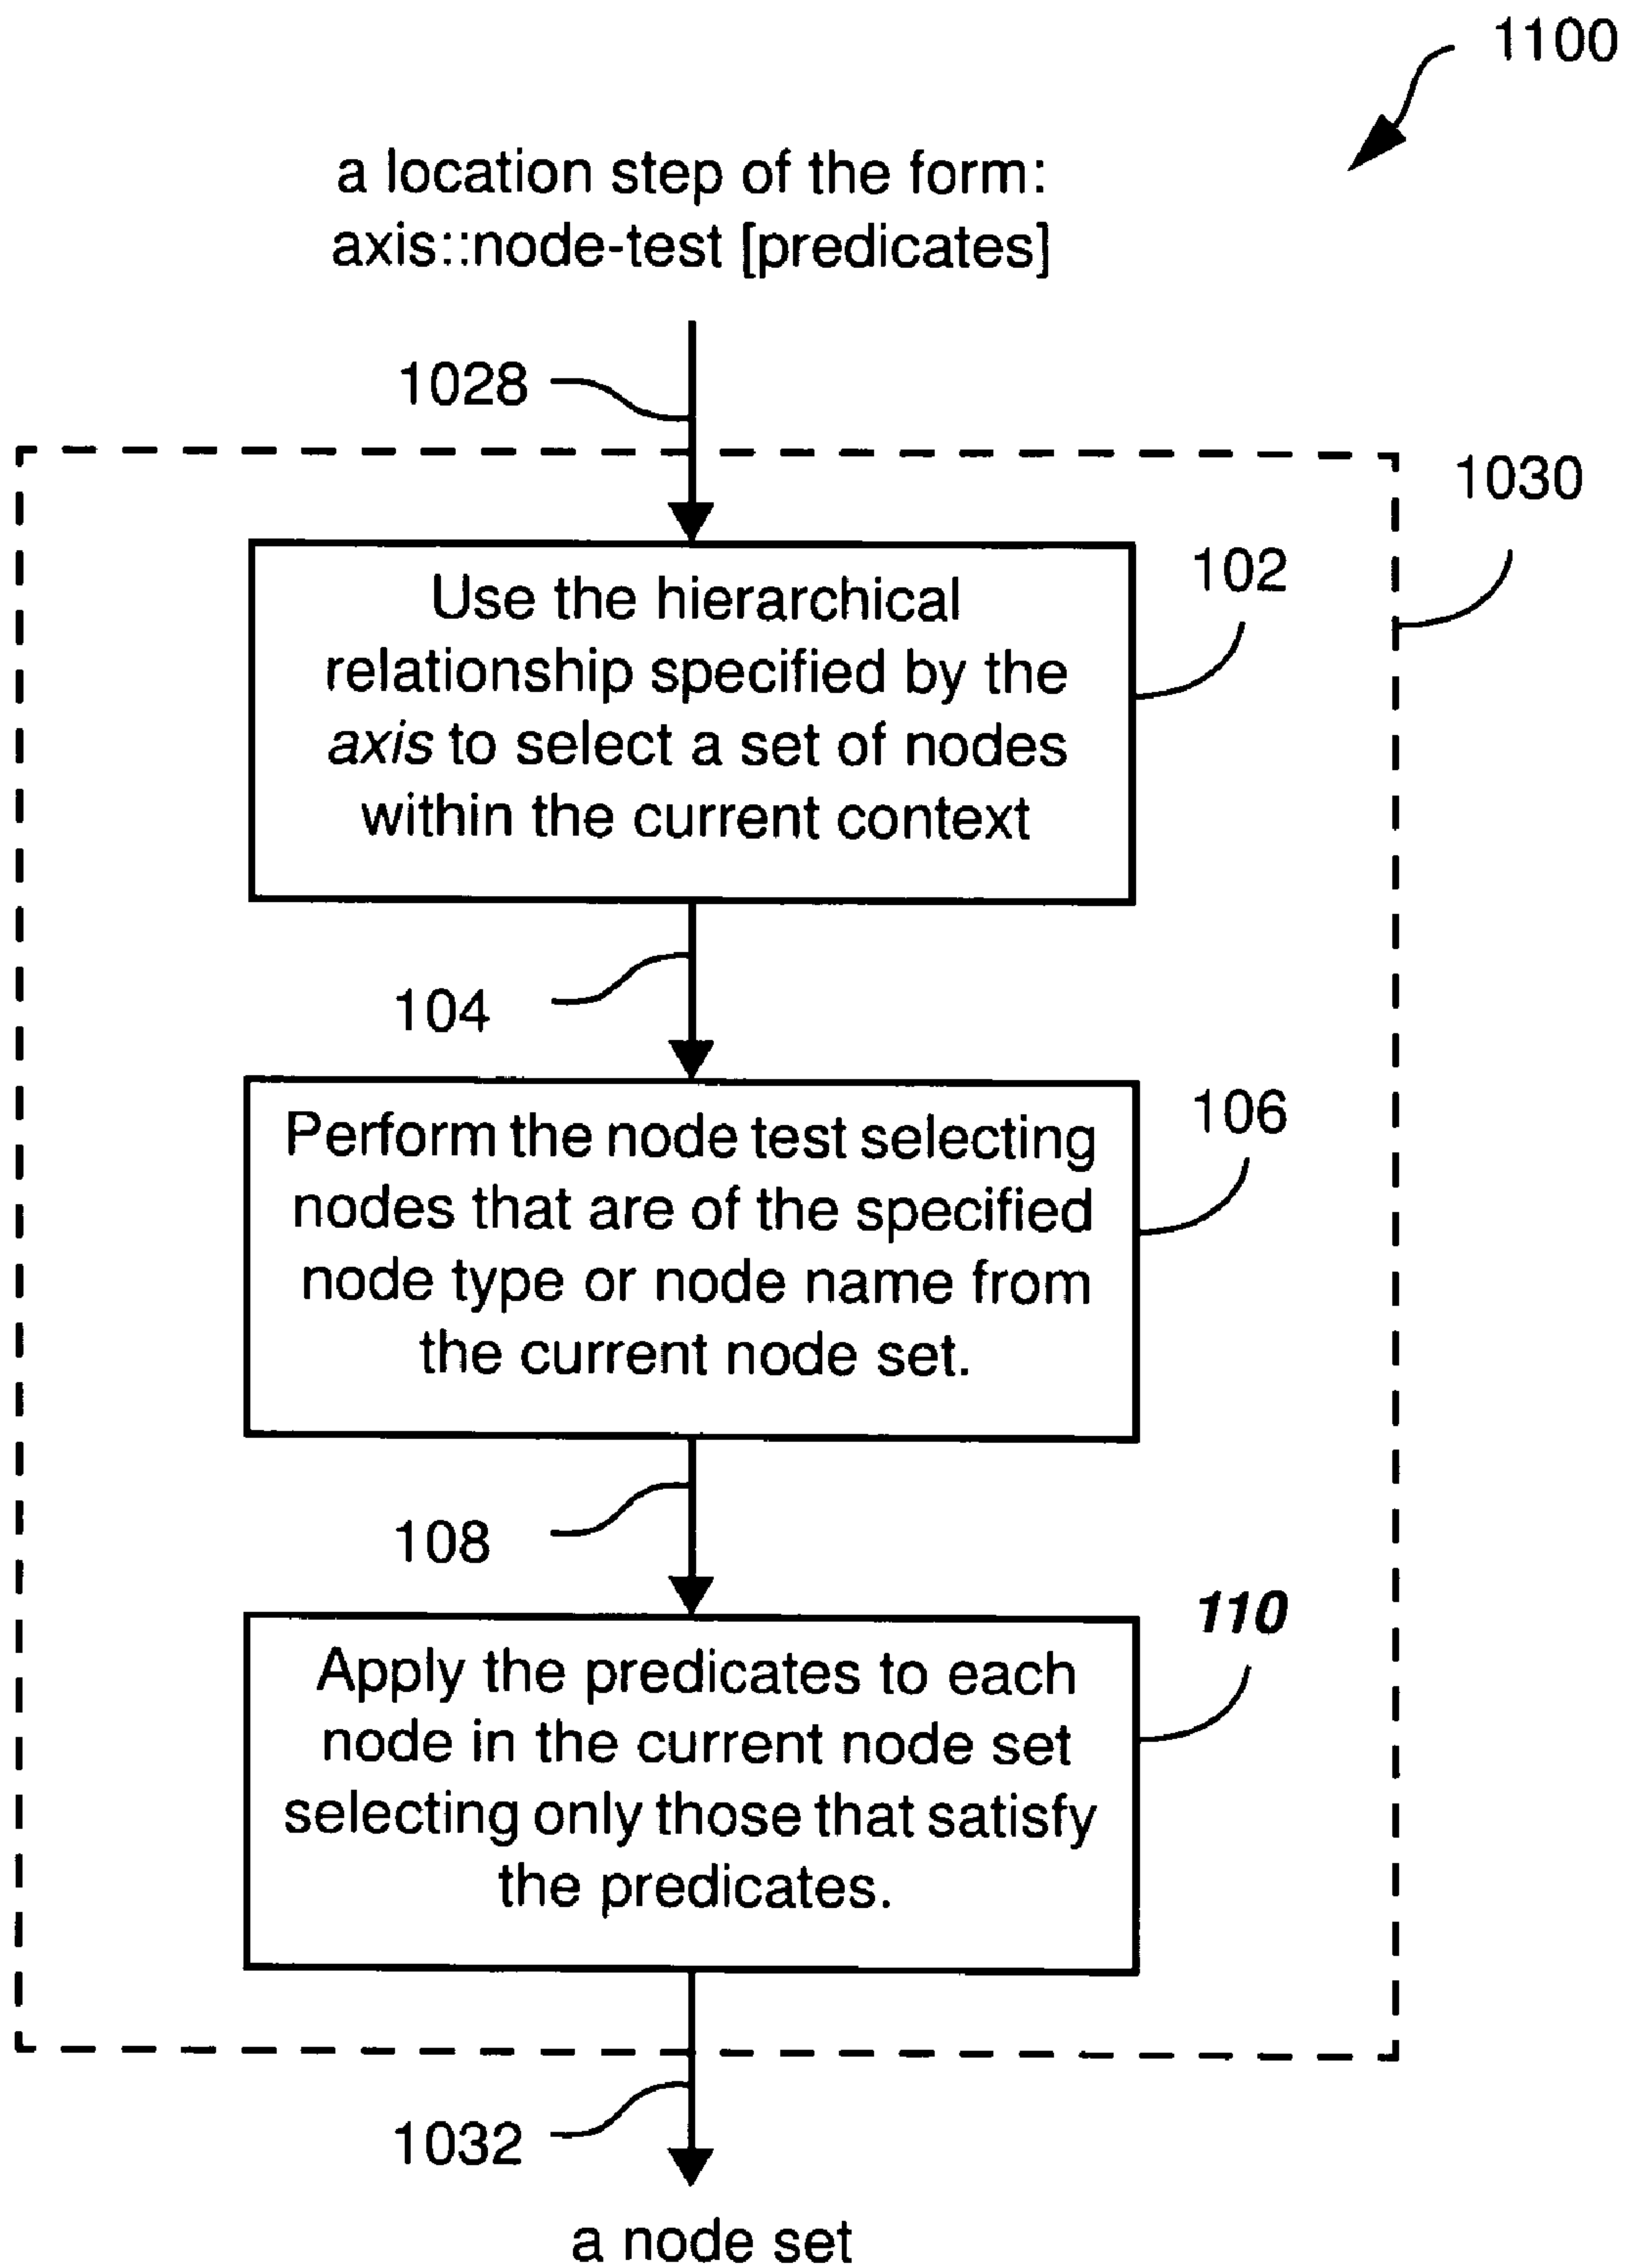 1100
a location step of the form:
axis::node-test [predicates]
1028
1030
Use the hierarchical
relationship specified by the
axis to select a set of nodes
within the current context
102
104
Perform the node test selecting
nodes that are of the specified
node type or node name from
the current node set.
106
108
Apply the predicates to each
node in the current node set
selecting only those that satisfy
the predicates.
110
1032
a node set